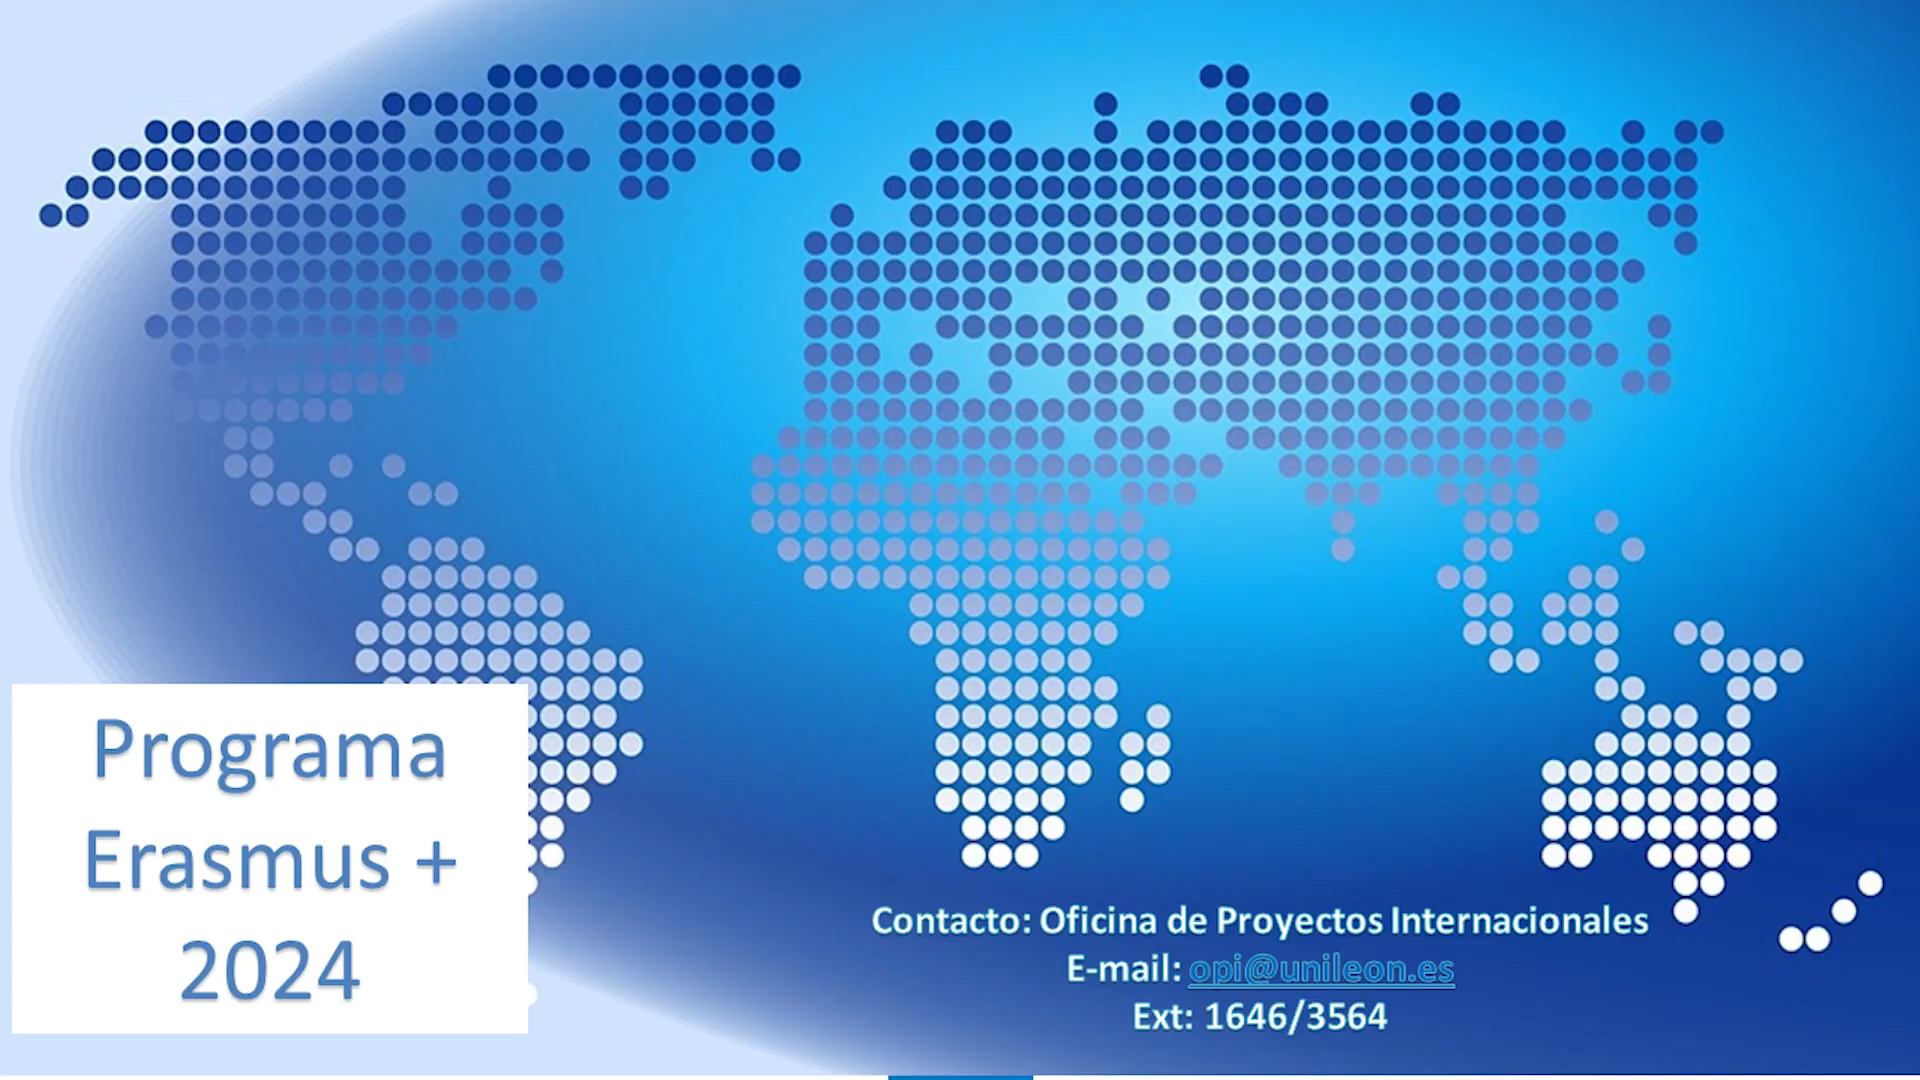 Programa
Erasmus +
2024
Contacto: Oficina de Proyectos Internacionales
E-mail: opi@unileon.es
Ext: 1646/3564